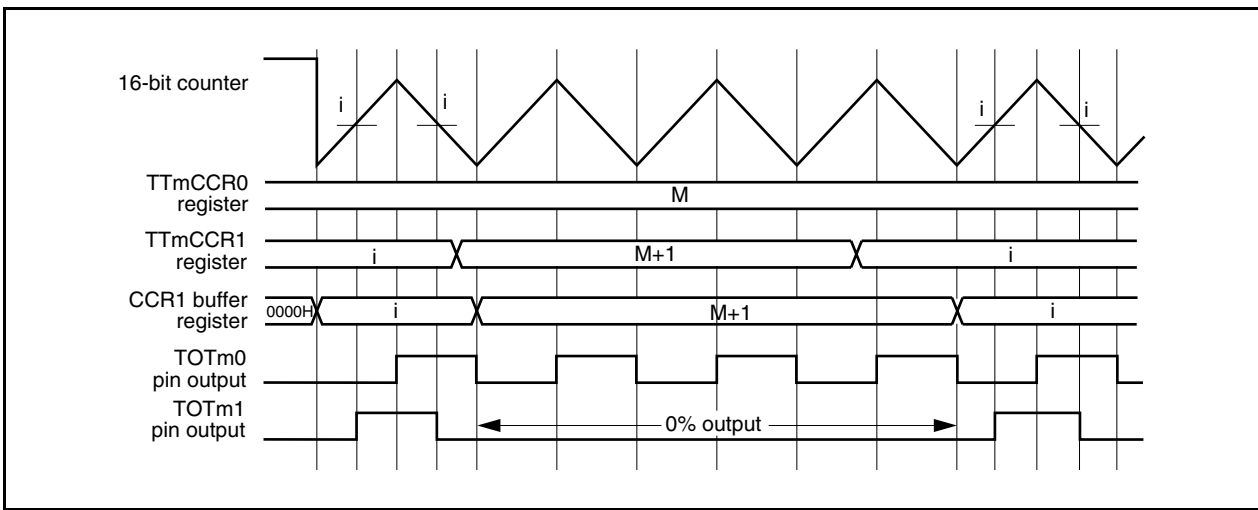 16-bit counter
i
i
i
i
TTmCCR0
register
M
TTmCCR1
register
i
M+1
i
CCR1 buffer
register
0000H
i
M+1
i
TOTm0
pin output
TOTm1
pin output
0% output